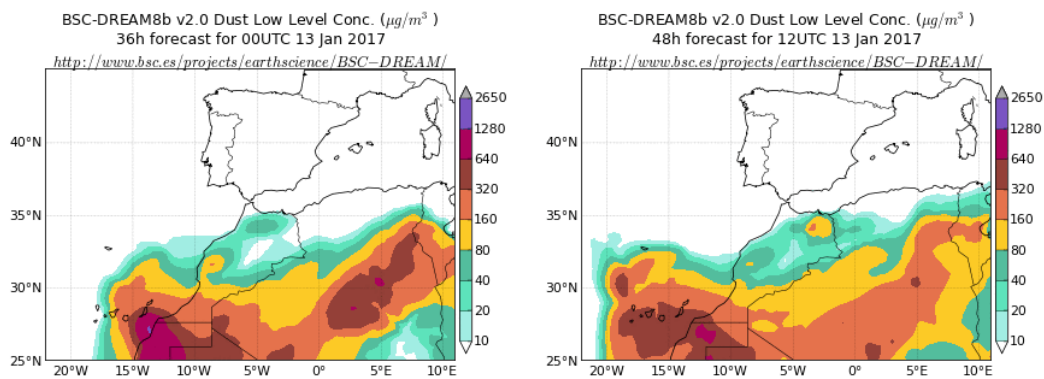 BSC-DREAM8b v2.0 Dust Low Level Conc. (μg/m³ )
36h forecast for 00UTC 13 Jan 2017
http://www.bsc.es/projects/earthscience/BSC−DREAM/
40°N
35°N
30°N
25°N
20°W
15°W
10°W
5°W
0°
5°E
10°E
2650
1280
640
320
160
80
40
20
10
BSC-DREAM8b v2.0 Dust Low Level Conc. (μg/m³ )
48h forecast for 12UTC 13 Jan 2017
http://www.bsc.es/projects/earthscience/BSC−DREAM/
40°N
35°N
30°N
25°N
20°W
15°W
10°W
5°W
0°
5°E
10°E
2650
1280
640
320
160
80
40
20
10